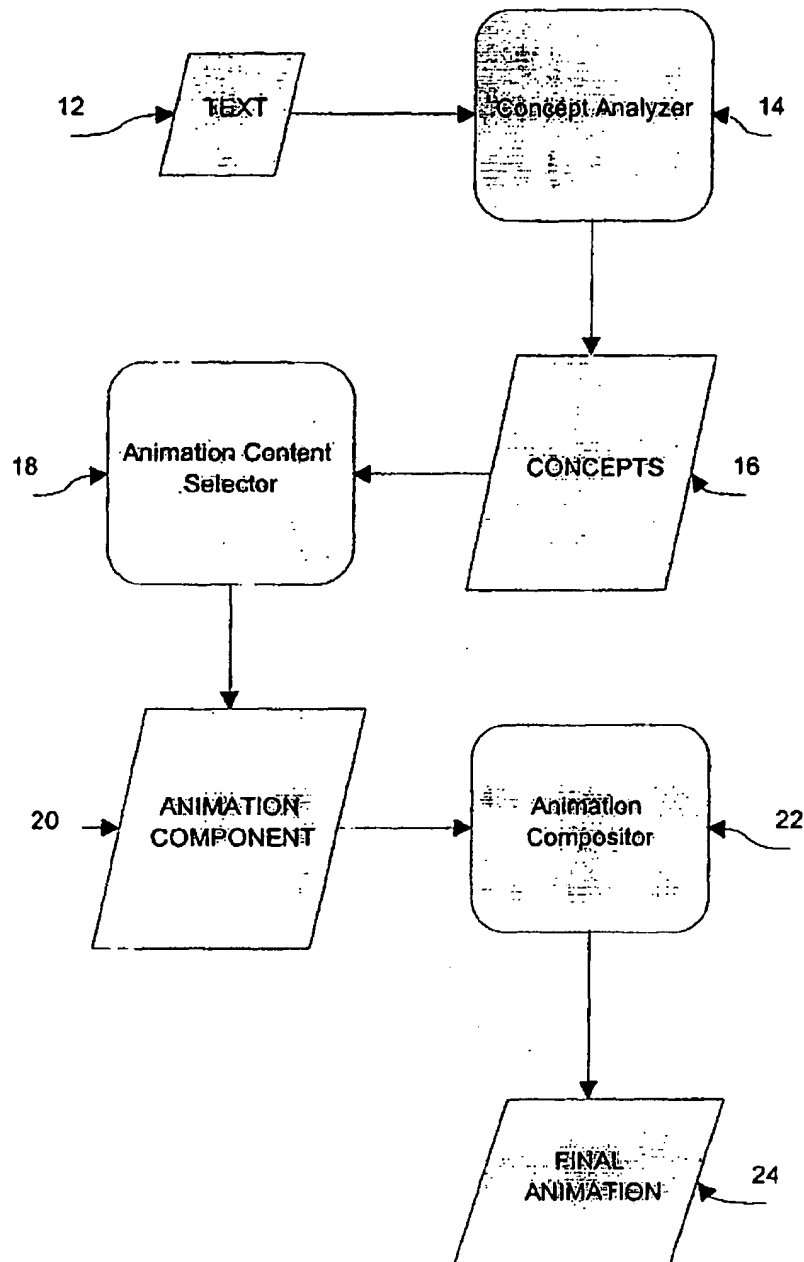 12
TEXT
Concept Analyzer
14
18
Animation Content
Selector
CONCEPTS
16
20
ANIMATION
COMPONENT
Animation
Compositor
22
FINAL
ANIMATION
24